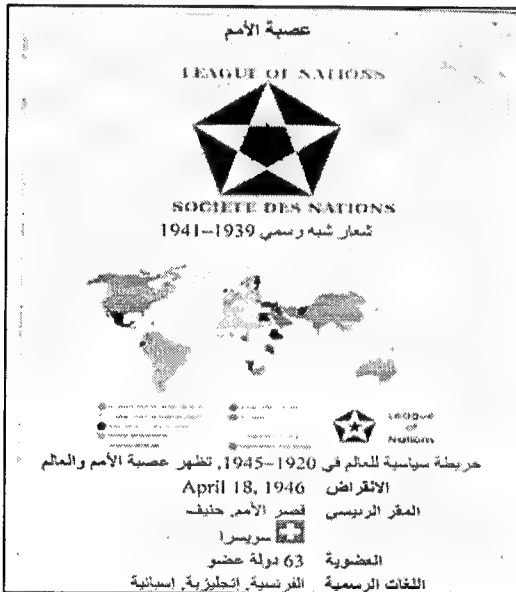 عصبة الأمم
LEAGUE OF NATIONS
SOCIETE DES NATIONS
شعار شبه رسمي 1939–1941
League
of
Nations
خريطة سياسية للعالم في 1920-1945, تظهر عصبة الأمم والعالم
الانقراض April 18, 1946
المقر الرئيسي قصر الأمم, جنيف
سويسرا
العضوية 63 دولة عضو
اللغات الرسمية الفرنسية, إنجليزية, إسبانية